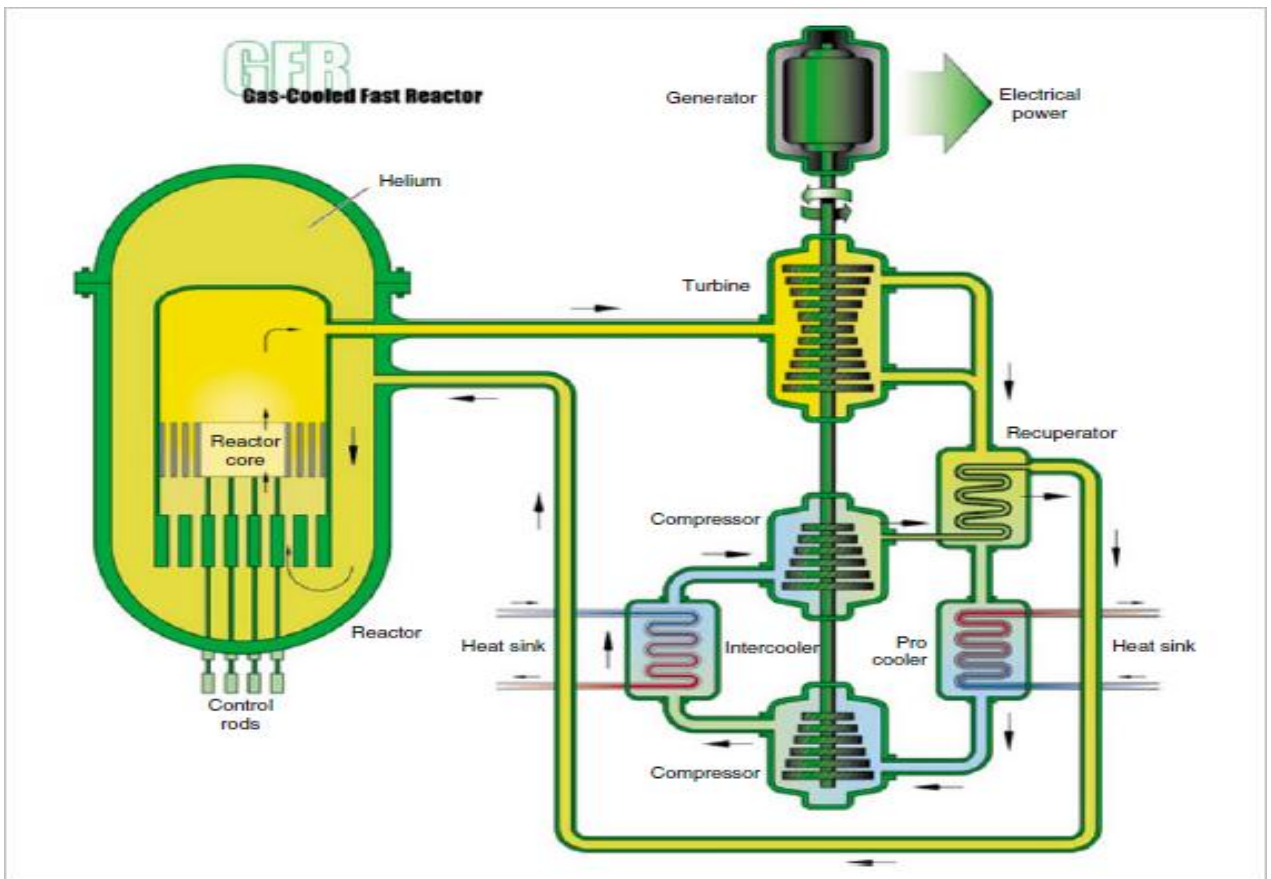 GFR
Gas-Cooled Fast Reactor
Generator
Electrical
power
Helium
Turbine
Recuperator
Reactor
core
Compressor
Reactor
Heat sink
Intercooler
Pro
cooler
Heat sink
Control
rods
Compressor